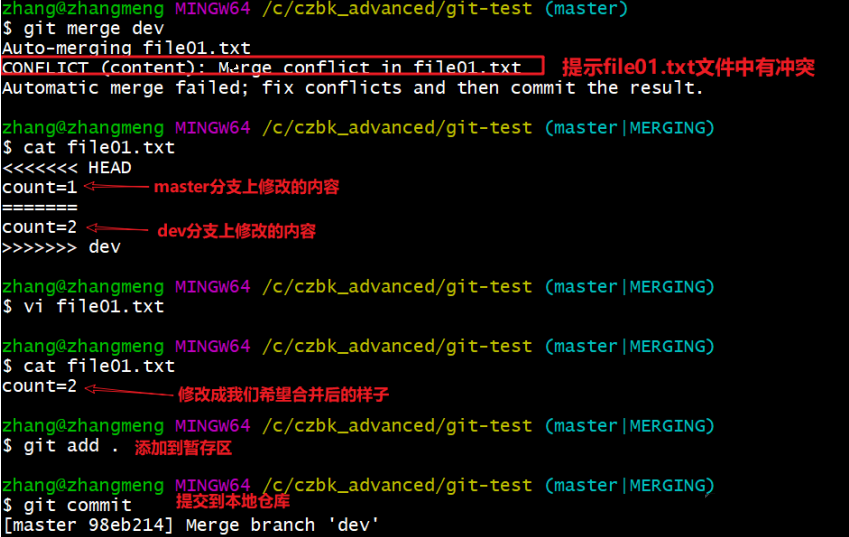 zhang@zhangmeng MINGW64 /c/czbk_advanced/git-test (master)
$ git merge dev
Auto-merging file01.txt
CONFLICT (content): Merge conflict in file01.txt 提示file01.txt文件中有冲突
Automatic merge failed; fix conflicts and then commit the result.
zhang@zhangmeng MINGW64 /c/czbk_advanced/git-test (master|MERGING)
$ cat file01.txt
<<<<<<< HEAD
count=1 master分支上修改的内容
=======
count=2 dev分支上修改的内容
>>>>>>> dev
zhang@zhangmeng MINGW64 /c/czbk_advanced/git-test (master|MERGING)
$ vi file01.txt
zhang@zhangmeng MINGW64 /c/czbk_advanced/git-test (master|MERGING)
$ cat file01.txt
count=2 修改成我们希望合并后的样子
zhang@zhangmeng MINGW64 /c/czbk_advanced/git-test (master|MERGING)
$ git add . 添加到暂存区
zhang@zhangmeng MINGW64 /c/czbk_advanced/git-test (master|MERGING)
$ git commit 提交到本地仓库
[master 98eb214] Merge branch 'dev'